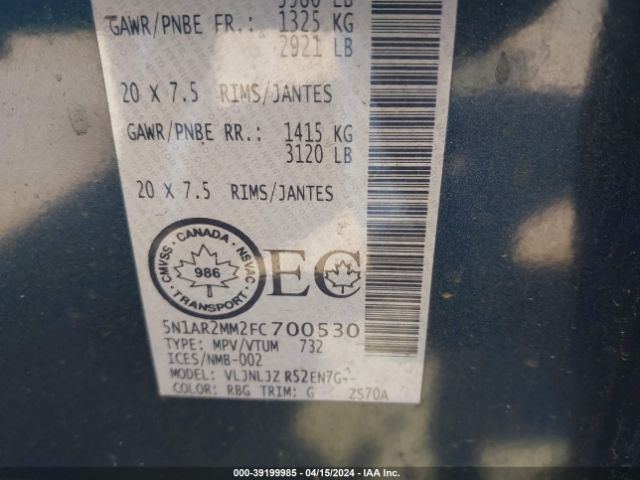 GAWR/PNBE FR.: 1325 KG
2921 LB
20 X 7.5 RIMS/JANTES
GAWR/PNBE RR.: 1415 KG
3120 LB
20 X 7.5 RIMS/JANTES
CMVSS · CANADA · NSVAC
986
TRANSPORT
EC
5N1AR2MM2FC700530
TYPE: MPV/VTUM 732
ICES/NMB-002
MODEL: VLJNLJZ R52EN7G--
COLOR: RBG TRIM: G ZS70A
000-39199985 - 04/15/2024 - IAA Inc.